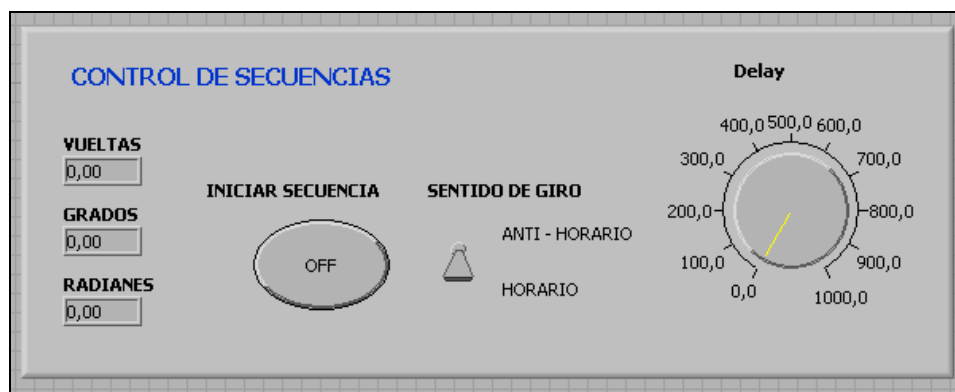 CONTROL DE SECUENCIAS
VUELTAS
0,00
GRADOS
0,00
RADIANES
0,00
INICIAR SECUENCIA
OFF
SENTIDO DE GIRO
ANTI - HORARIO
HORARIO
Delay
0,0
100,0
200,0
300,0
400,0
500,0
600,0
700,0
800,0
900,0
1000,0